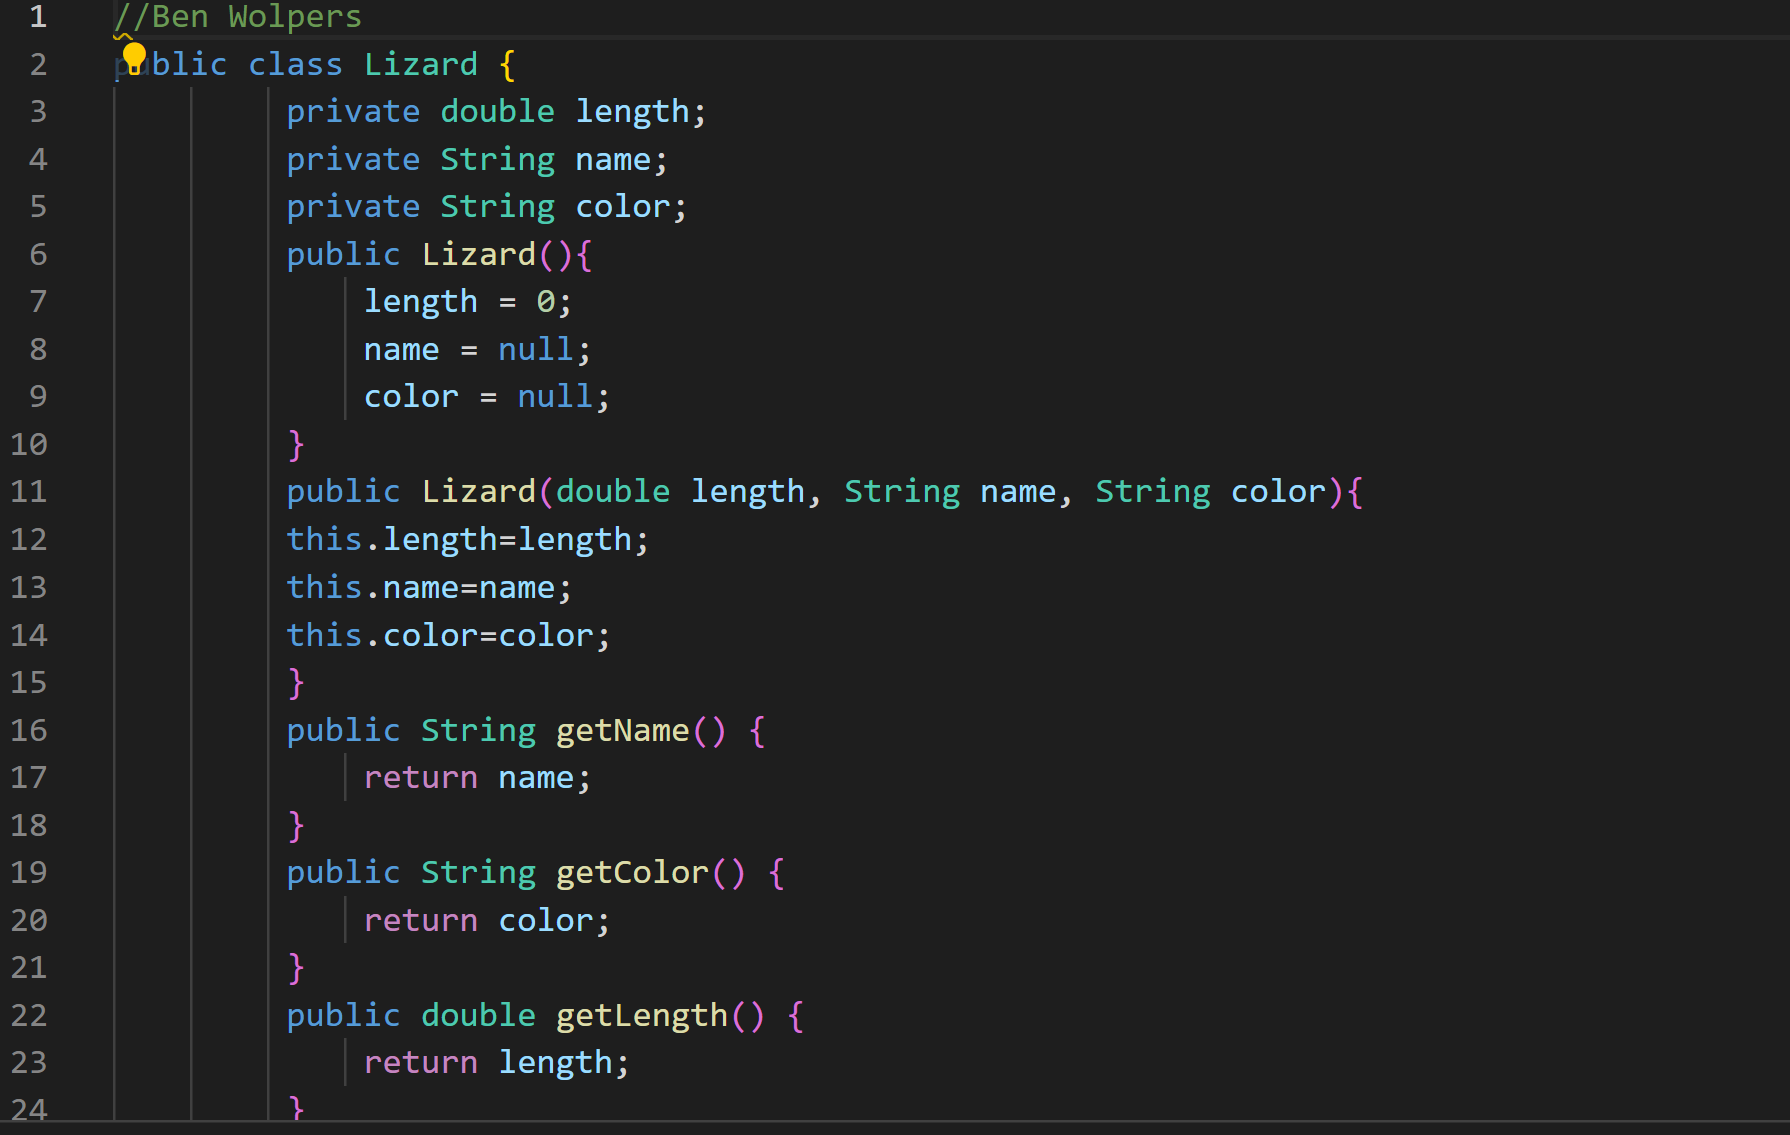 1 //Ben Wolpers
2 public class Lizard {
3 private double length;
4 private String name;
5 private String color;
6 public Lizard(){
7 length = 0;
8 name = null;
9 color = null;
10 }
11 public Lizard(double length, String name, String color){
12 this.length=length;
13 this.name=name;
14 this.color=color;
15 }
16 public String getName() {
17 return name;
18 }
19 public String getColor() {
20 return color;
21 }
22 public double getLength() {
23 return length;
24 }